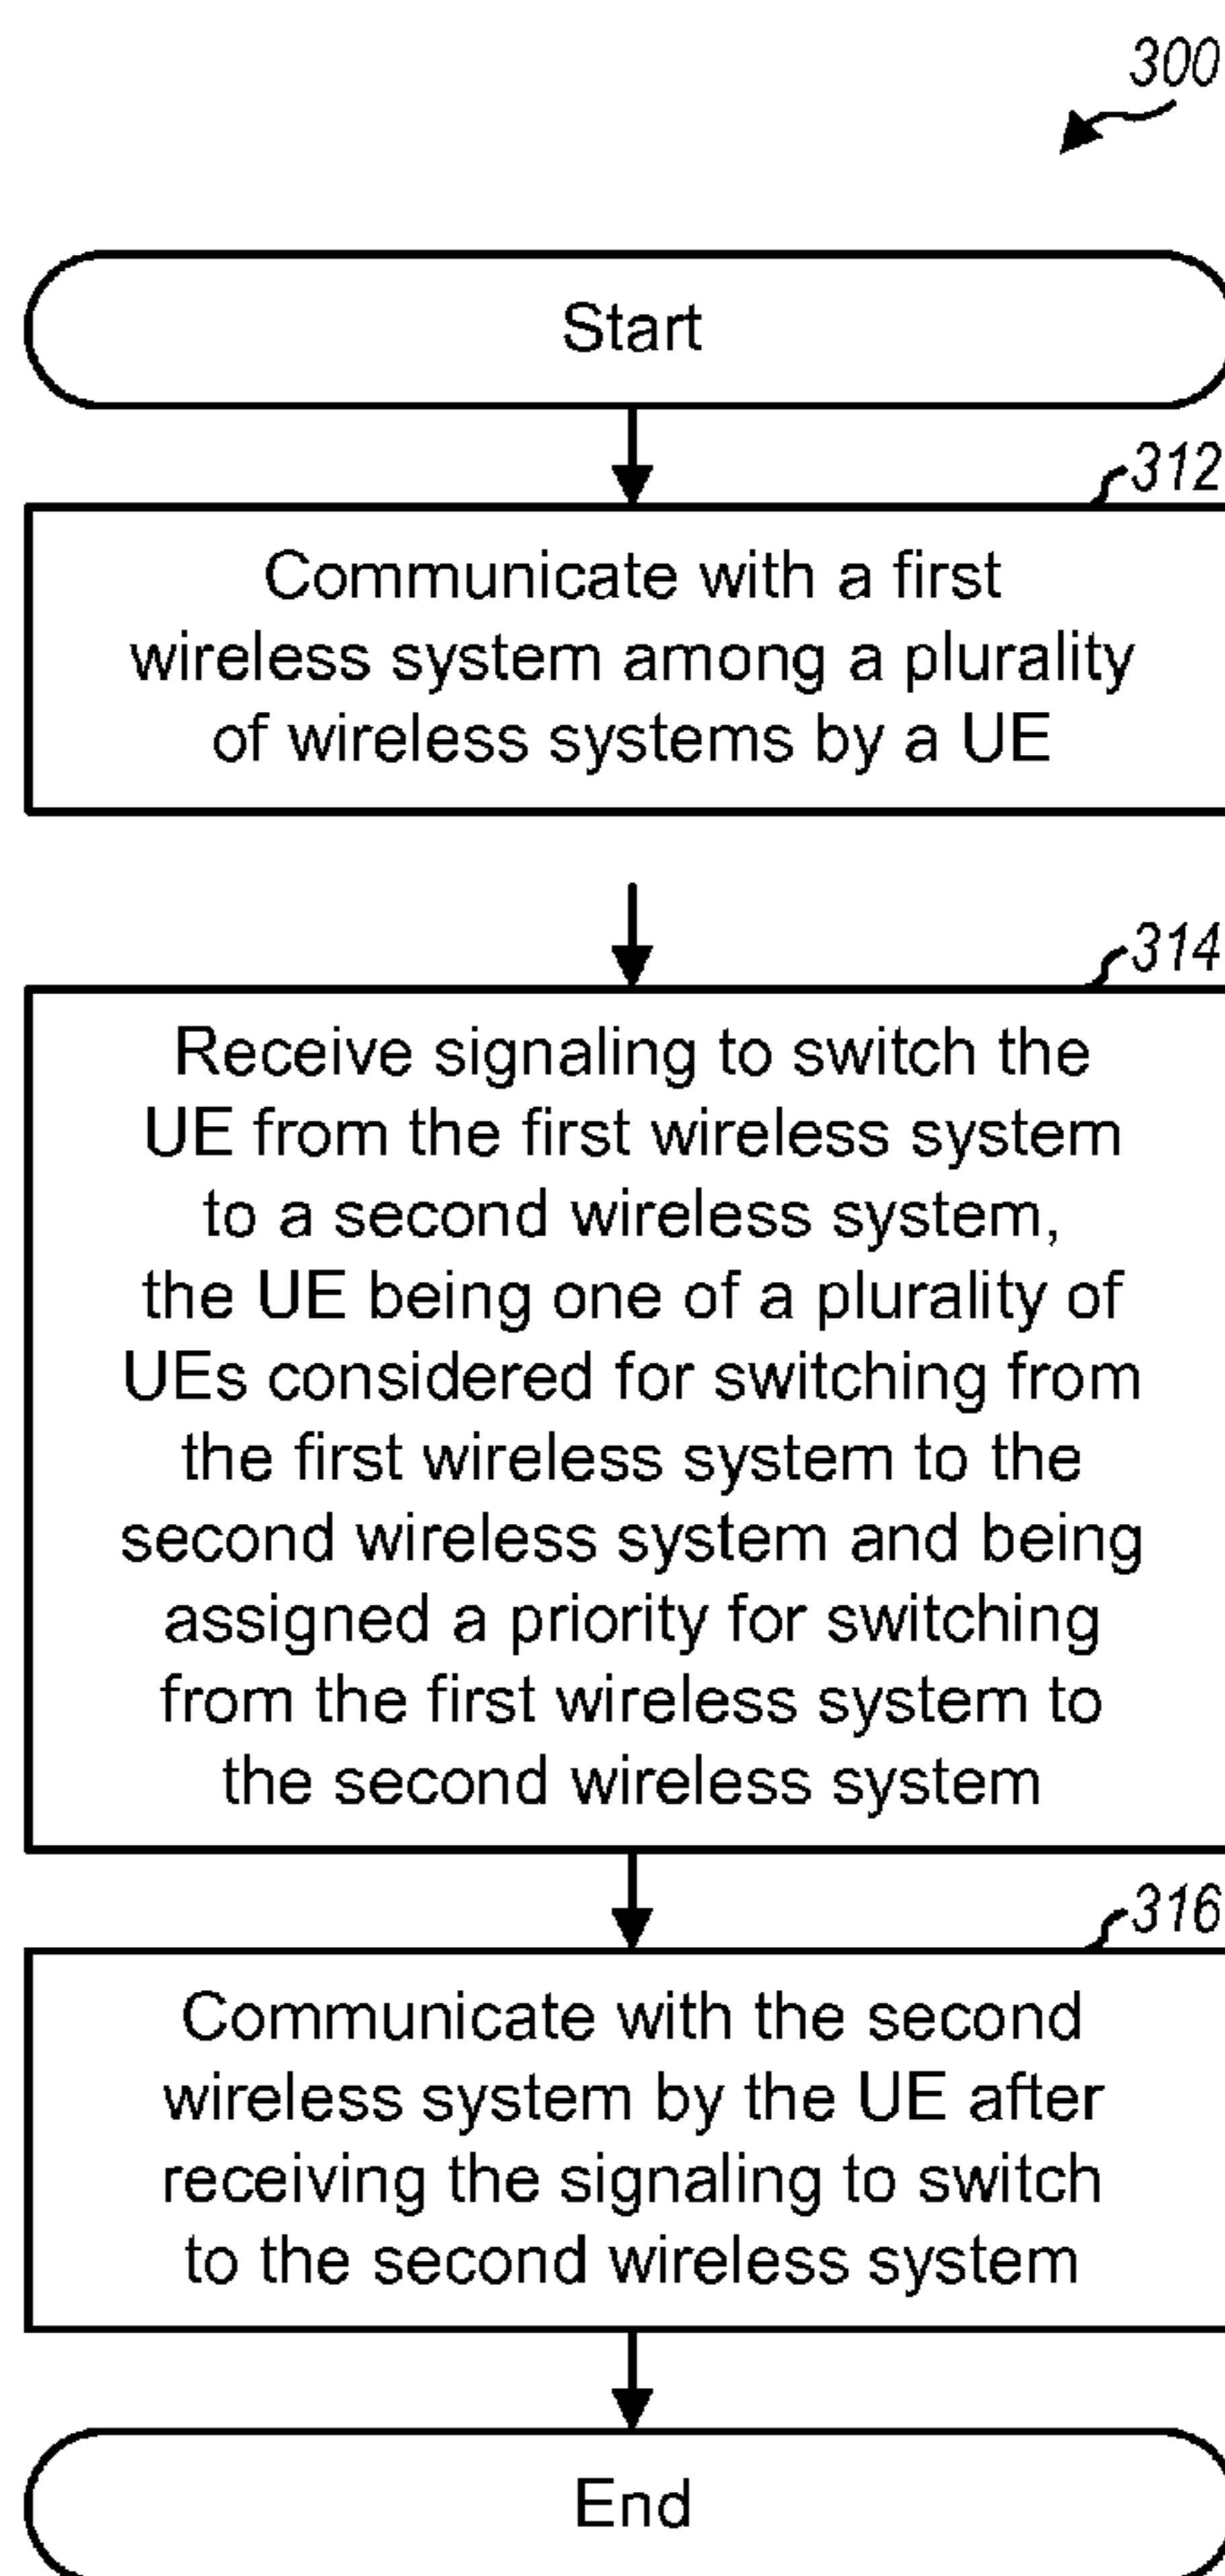 300
Start
312
Communicate with a first
wireless system among a plurality
of wireless systems by a UE
314
Receive signaling to switch the
UE from the first wireless system
to a second wireless system,
the UE being one of a plurality of
UEs considered for switching from
the first wireless system to the
second wireless system and being
assigned a priority for switching
from the first wireless system to
the second wireless system
316
Communicate with the second
wireless system by the UE after
receiving the signaling to switch
to the second wireless system
End